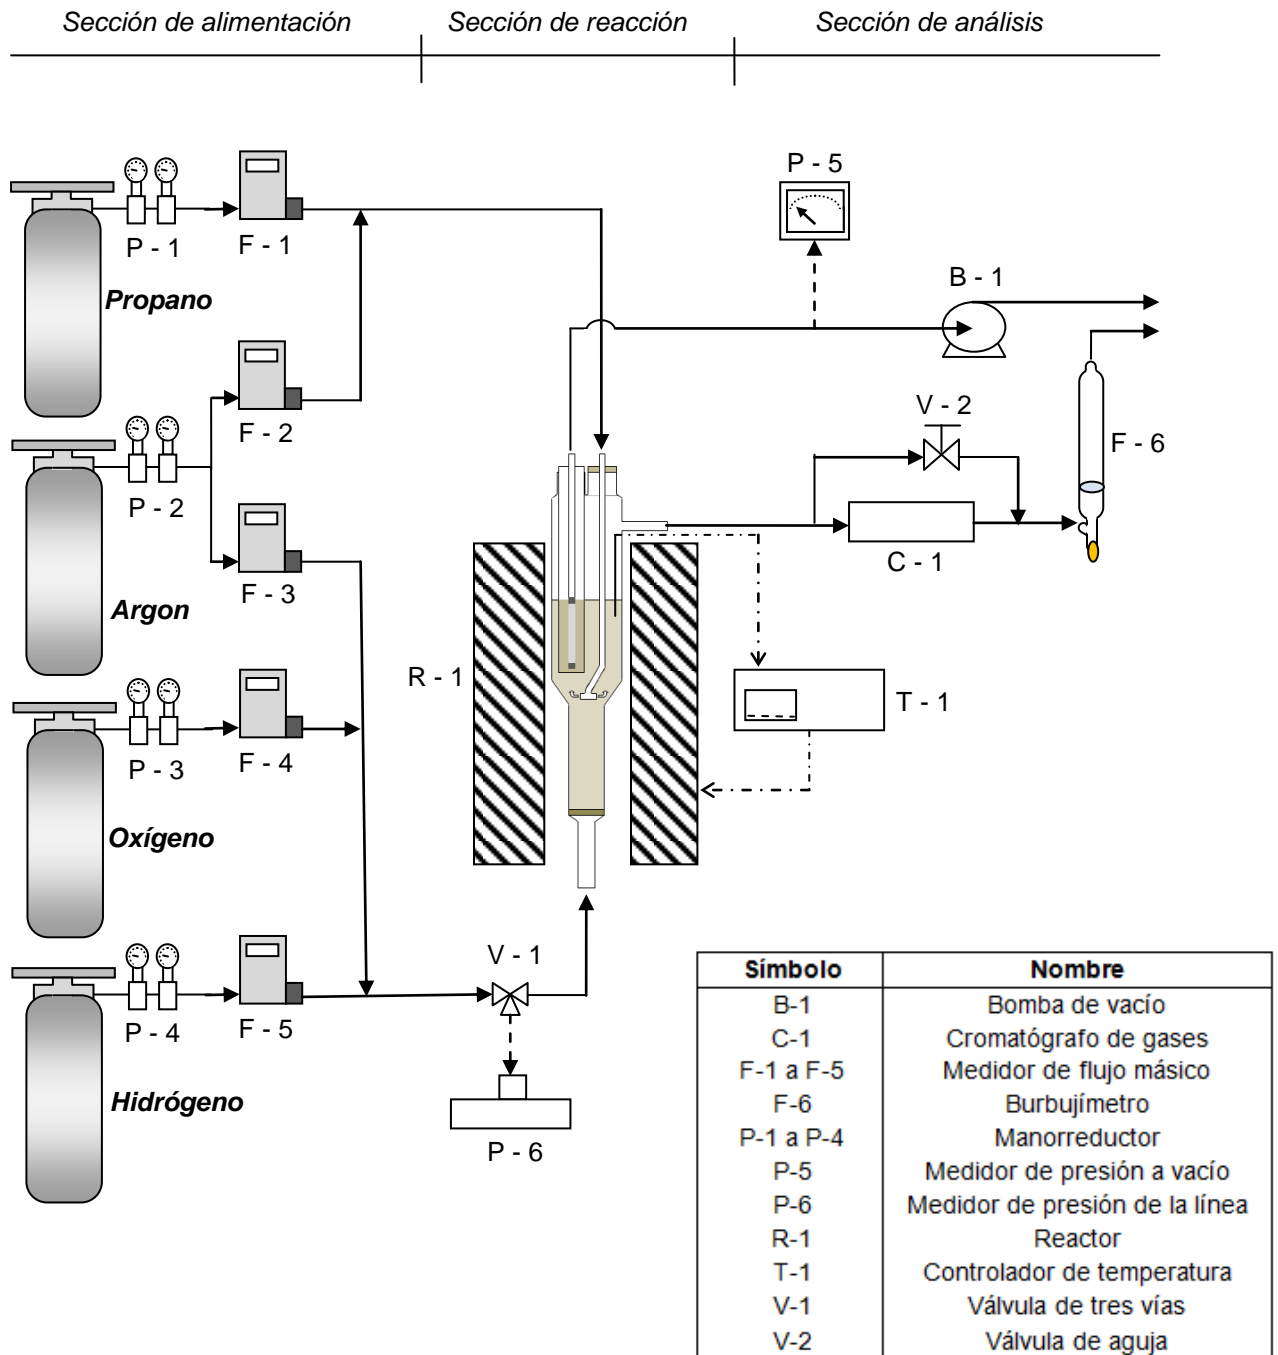 Sección de alimentación
Sección de reacción
Sección de análisis
P - 5
P - 1
F - 1
Propano
B - 1
F - 2
V - 2
F - 6
P - 2
C - 1
F - 3
Argon
R - 1
T - 1
P - 3
F - 4
Oxígeno
V - 1
P - 4
F - 5
Hidrógeno
P - 6
Símbolo Nombre
B-1 Bomba de vacío
C-1 Cromatógrafo de gases
F-1 a F-5 Medidor de flujo másico
F-6 Burbujímetro
P-1 a P-4 Manorreductor
P-5 Medidor de presión a vacío
P-6 Medidor de presión de la línea
R-1 Reactor
T-1 Controlador de temperatura
V-1 Válvula de tres vías
V-2 Válvula de aguja